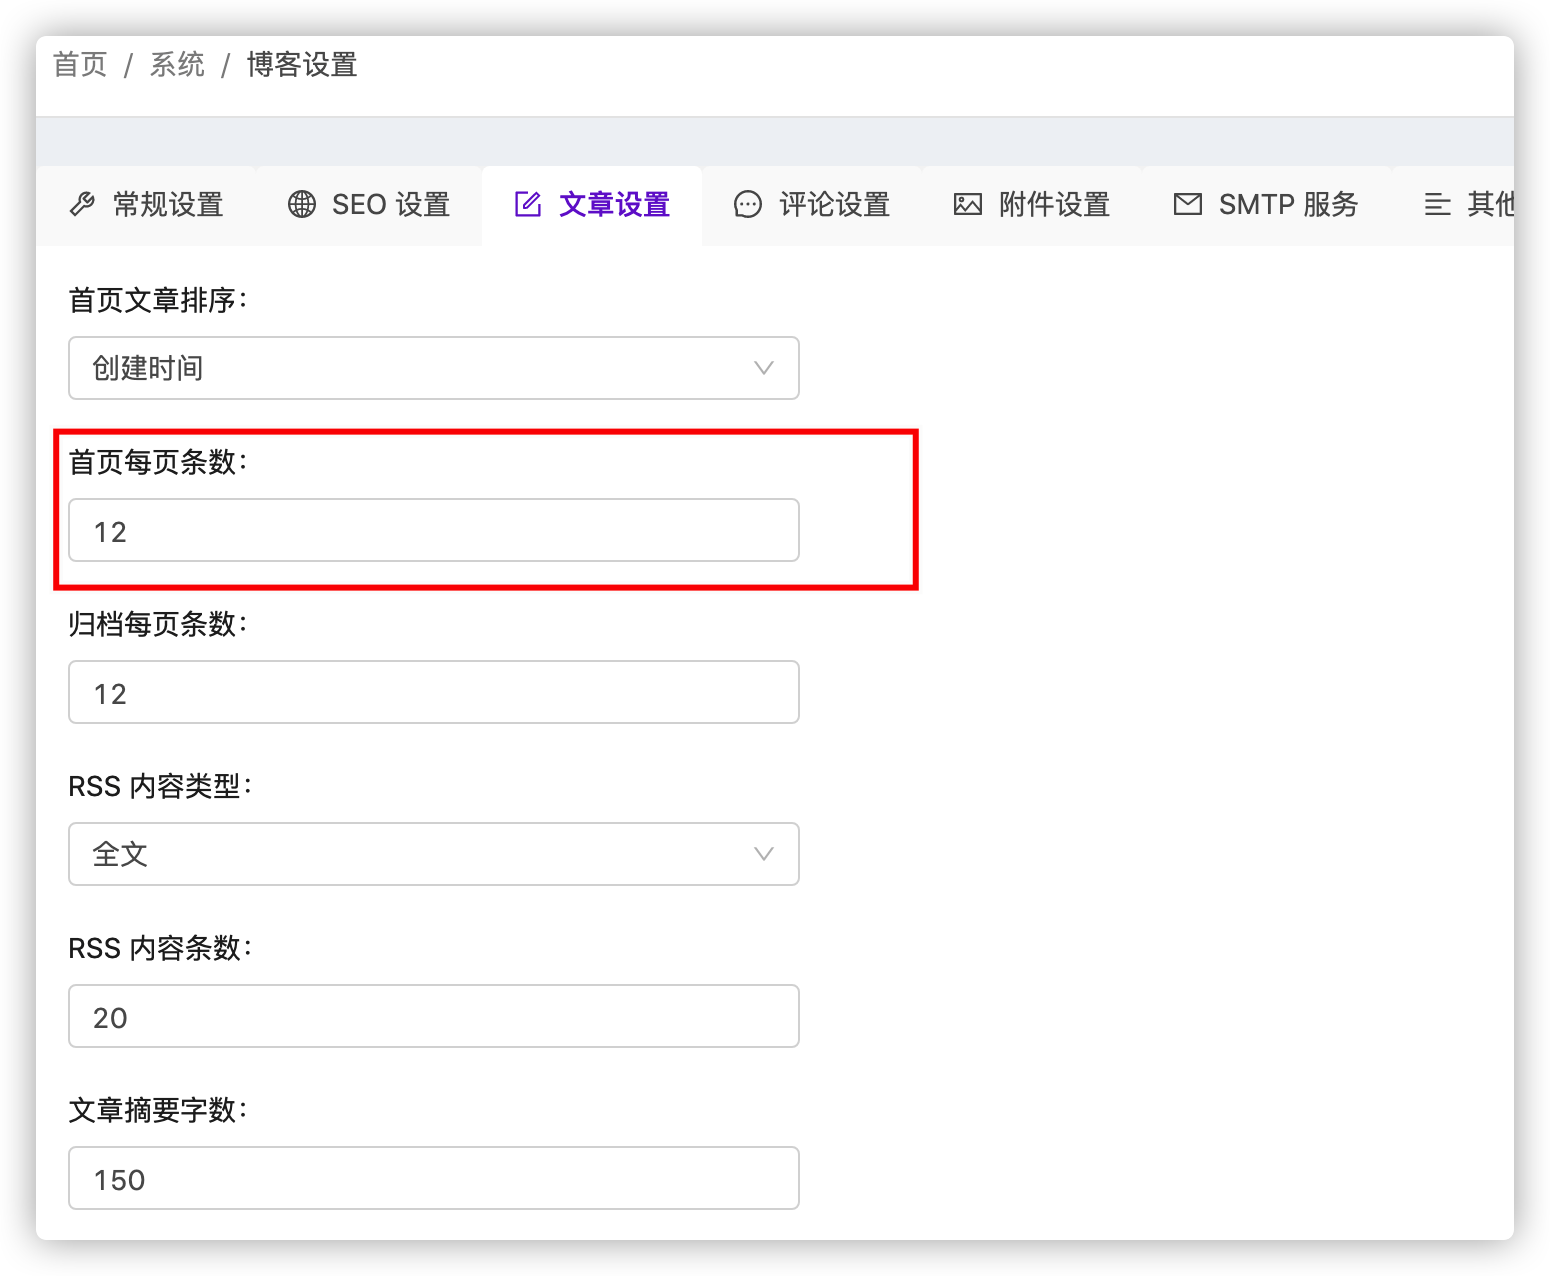 首页 / 系统 / 博客设置
常规设置 SEO 设置 文章设置 评论设置 附件设置 SMTP 服务 其他
首页文章排序：
创建时间
首页每页条数：
12
归档每页条数：
12
RSS 内容类型：
全文
RSS 内容条数：
20
文章摘要字数：
150